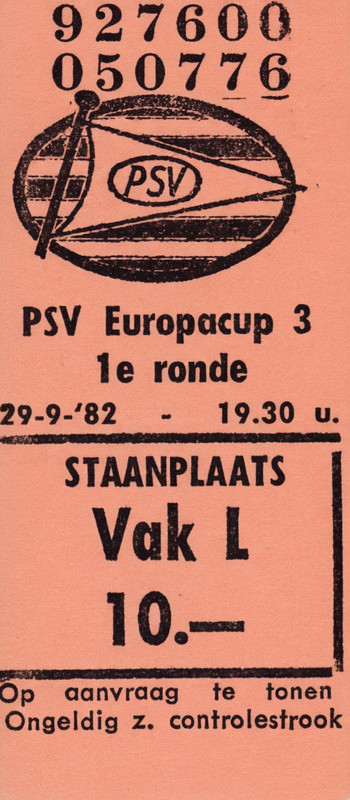 927600
050776
PSV
PSV Europacup 3
1e ronde
29-9-'82 - 19.30 u.
STAANPLAATS
Vak L
10.—
Op aanvraag te tonen
Ongeldig z. controlestrook